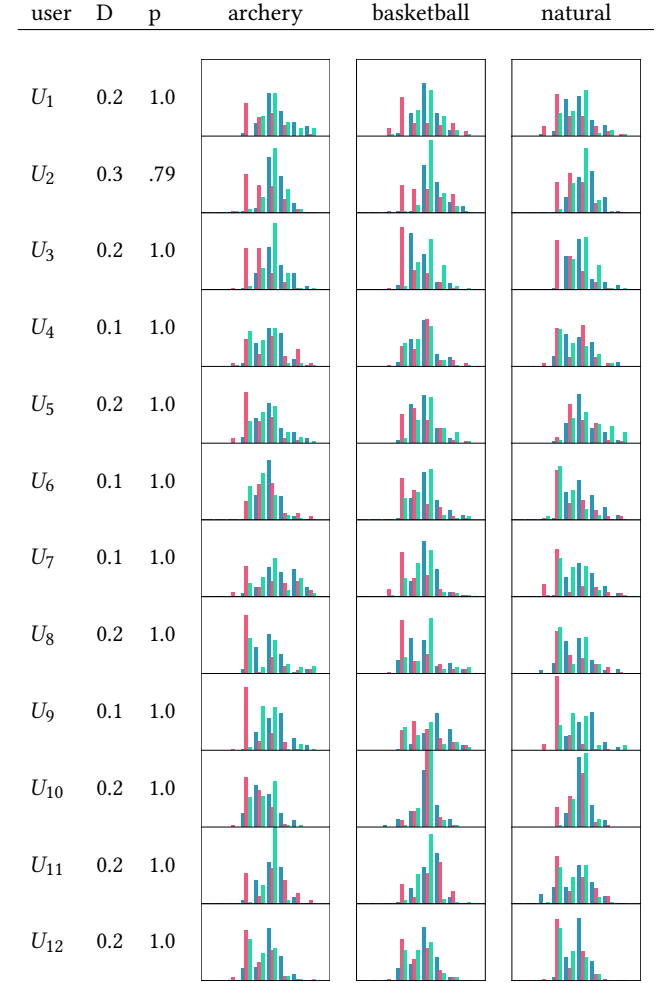 user D p archery basketball natural
U1 0.2 1.0
U2 0.3 .79
U3 0.2 1.0
U4 0.1 1.0
U5 0.2 1.0
U6 0.1 1.0
U7 0.1 1.0
U8 0.2 1.0
U9 0.1 1.0
U10 0.2 1.0
U11 0.2 1.0
U12 0.2 1.0